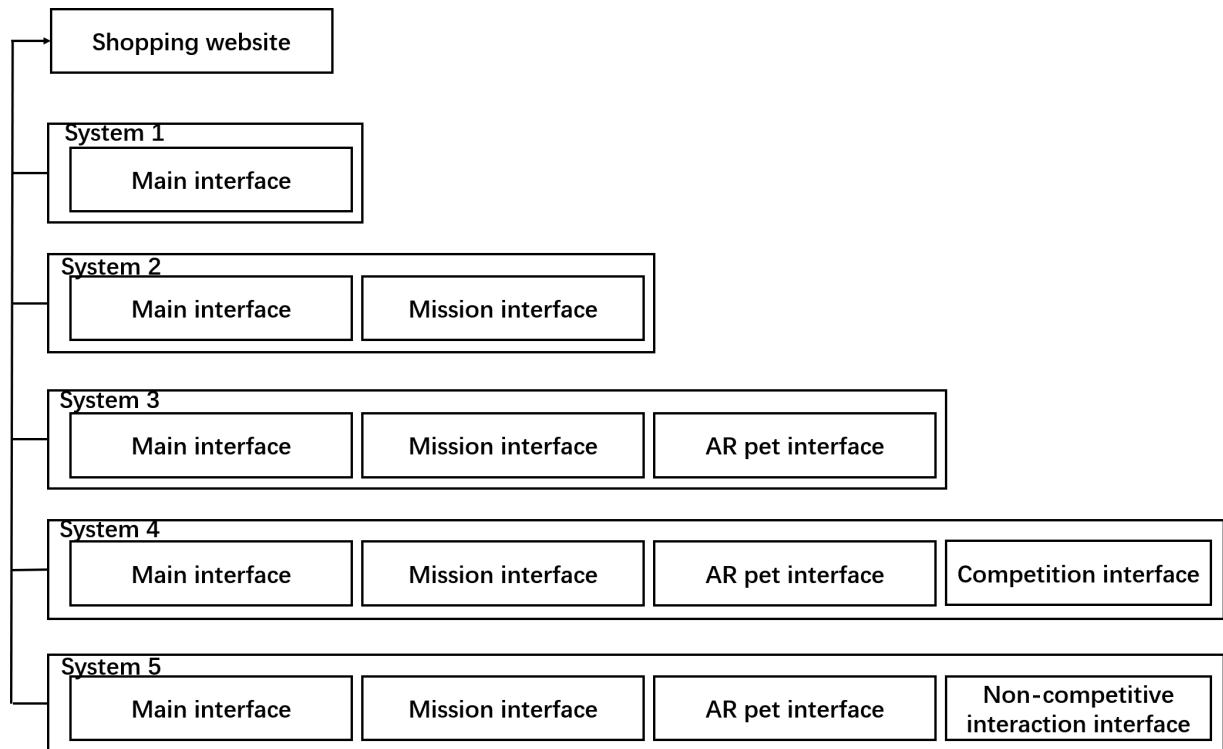 Shopping website
System 1
Main interface
System 2
Main interface
Mission interface
System 3
Main interface
Mission interface
AR pet interface
System 4
Main interface
Mission interface
AR pet interface
Competition interface
System 5
Main interface
Mission interface
AR pet interface
Non-competitive
interaction interface